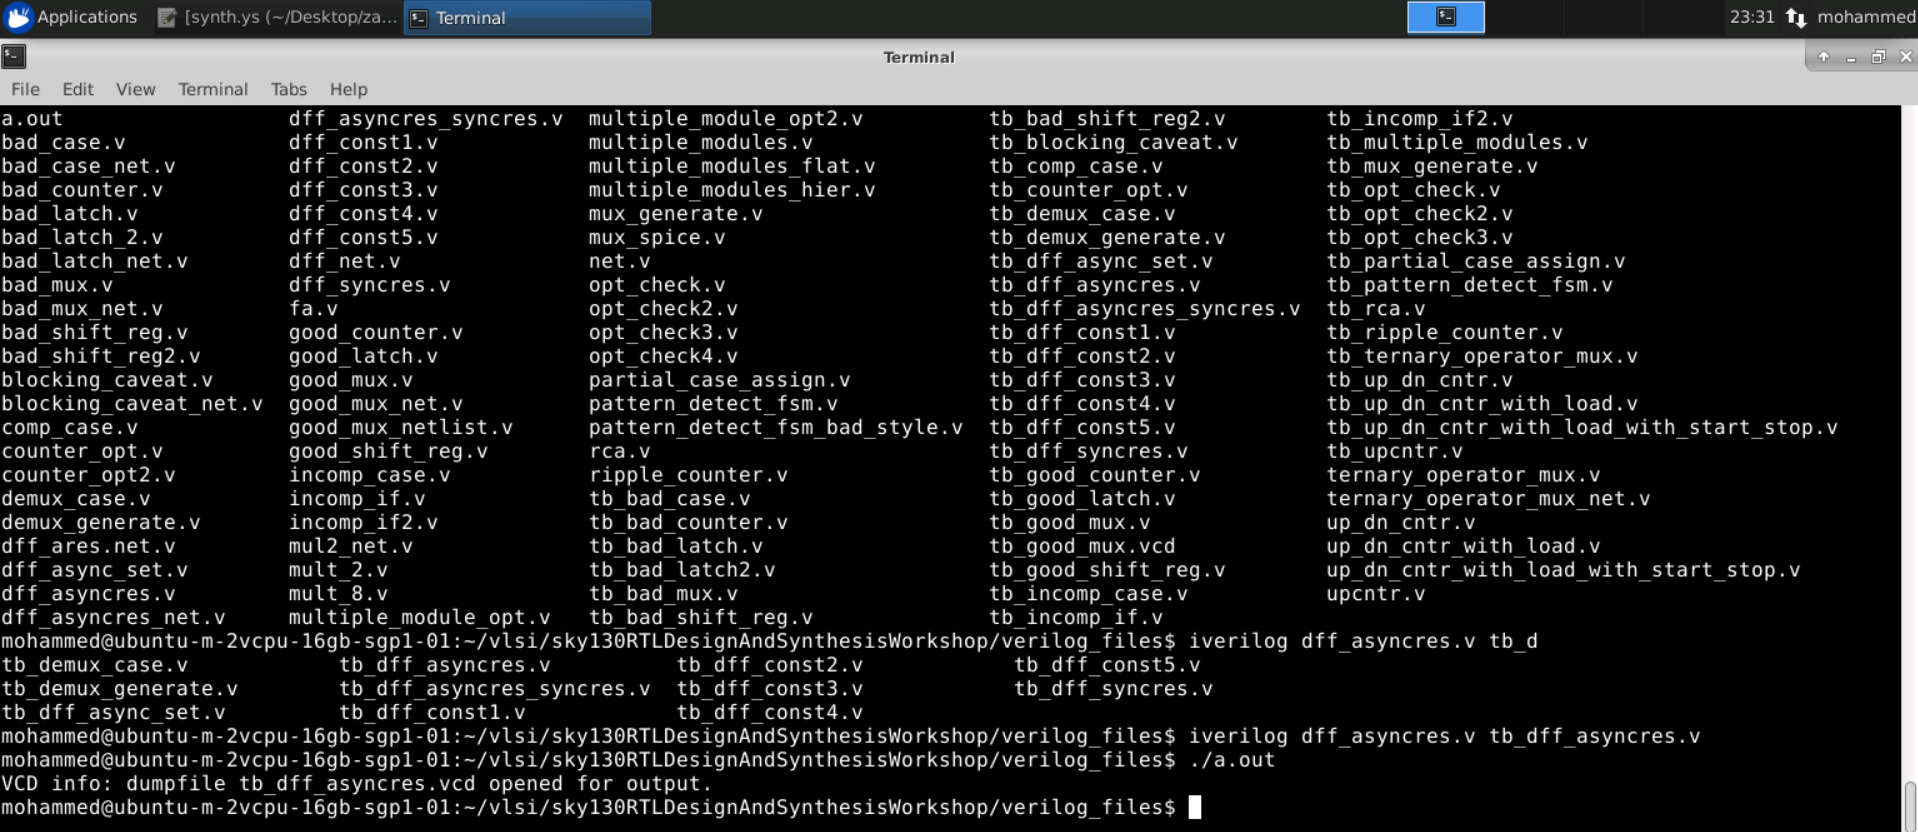 Applications [synth.ys (~/Desktop/za... Terminal 23:31 mohammed
Terminal
File Edit View Terminal Tabs Help
a.out dff_asyncres_syncres.v multiple_module_opt2.v tb_bad_shift_reg2.v tb_incomp_if2.v
bad_case.v dff_const1.v multiple_modules.v tb_blocking_caveat.v tb_multiple_modules.v
bad_case_net.v dff_const2.v multiple_modules_flat.v tb_comp_case.v tb_mux_generate.v
bad_counter.v dff_const3.v multiple_modules_hier.v tb_counter_opt.v tb_opt_check.v
bad_latch.v dff_const4.v mux_generate.v tb_demux_case.v tb_opt_check2.v
bad_latch_2.v dff_const5.v mux_spice.v tb_demux_generate.v tb_opt_check3.v
bad_latch_net.v dff_net.v net.v tb_dff_async_set.v tb_partial_case_assign.v
bad_mux.v dff_syncres.v opt_check.v tb_dff_asyncres.v tb_pattern_detect_fsm.v
bad_mux_net.v fa.v opt_check2.v tb_dff_asyncres_syncres.v tb_rca.v
bad_shift_reg.v good_counter.v opt_check3.v tb_dff_const1.v tb_ripple_counter.v
bad_shift_reg2.v good_latch.v opt_check4.v tb_dff_const2.v tb_ternary_operator_mux.v
blocking_caveat.v good_mux.v partial_case_assign.v tb_dff_const3.v tb_up_dn_cntr.v
blocking_caveat_net.v good_mux_net.v pattern_detect_fsm.v tb_dff_const4.v tb_up_dn_cntr_with_load.v
comp_case.v good_mux_netlist.v pattern_detect_fsm_bad_style.v tb_dff_const5.v tb_up_dn_cntr_with_load_with_start_stop.v
counter_opt.v good_shift_reg.v rca.v tb_dff_syncres.v tb_upcntr.v
counter_opt2.v incomp_case.v ripple_counter.v tb_good_counter.v ternary_operator_mux.v
demux_case.v incomp_if.v tb_bad_case.v tb_good_latch.v ternary_operator_mux_net.v
demux_generate.v incomp_if2.v tb_bad_counter.v tb_good_mux.v up_dn_cntr.v
dff_ares.net.v mul2_net.v tb_bad_latch.v tb_good_mux.vcd up_dn_cntr_with_load.v
dff_async_set.v mult_2.v tb_bad_latch2.v tb_good_shift_reg.v up_dn_cntr_with_load_with_start_stop.v
dff_asyncres.v mult_8.v tb_bad_mux.v tb_incomp_case.v upcntr.v
dff_asyncres_net.v multiple_module_opt.v tb_bad_shift_reg.v tb_incomp_if.v
mohammed@ubuntu-m-2vcpu-16gb-sgp1-01:~/vlsi/sky130RTLDesignAndSynthesisWorkshop/verilog_files$ iverilog dff_asyncres.v tb_d
tb_demux_case.v tb_dff_asyncres.v tb_dff_const2.v tb_dff_const5.v
tb_demux_generate.v tb_dff_asyncres_syncres.v tb_dff_const3.v tb_dff_syncres.v
tb_dff_async_set.v tb_dff_const1.v tb_dff_const4.v
mohammed@ubuntu-m-2vcpu-16gb-sgp1-01:~/vlsi/sky130RTLDesignAndSynthesisWorkshop/verilog_files$ iverilog dff_asyncres.v tb_dff_asyncres.v
mohammed@ubuntu-m-2vcpu-16gb-sgp1-01:~/vlsi/sky130RTLDesignAndSynthesisWorkshop/verilog_files$ ./a.out
VCD info: dumpfile tb_dff_asyncres.vcd opened for output.
mohammed@ubuntu-m-2vcpu-16gb-sgp1-01:~/vlsi/sky130RTLDesignAndSynthesisWorkshop/verilog_files$